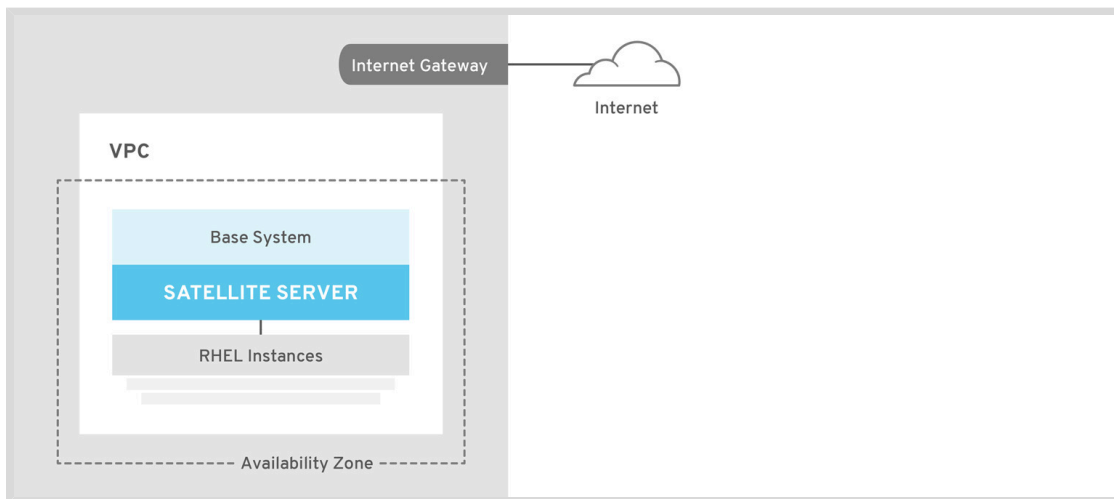 Internet Gateway
Internet
VPC
Base System
SATELLITE SERVER
RHEL Instances
Availability Zone